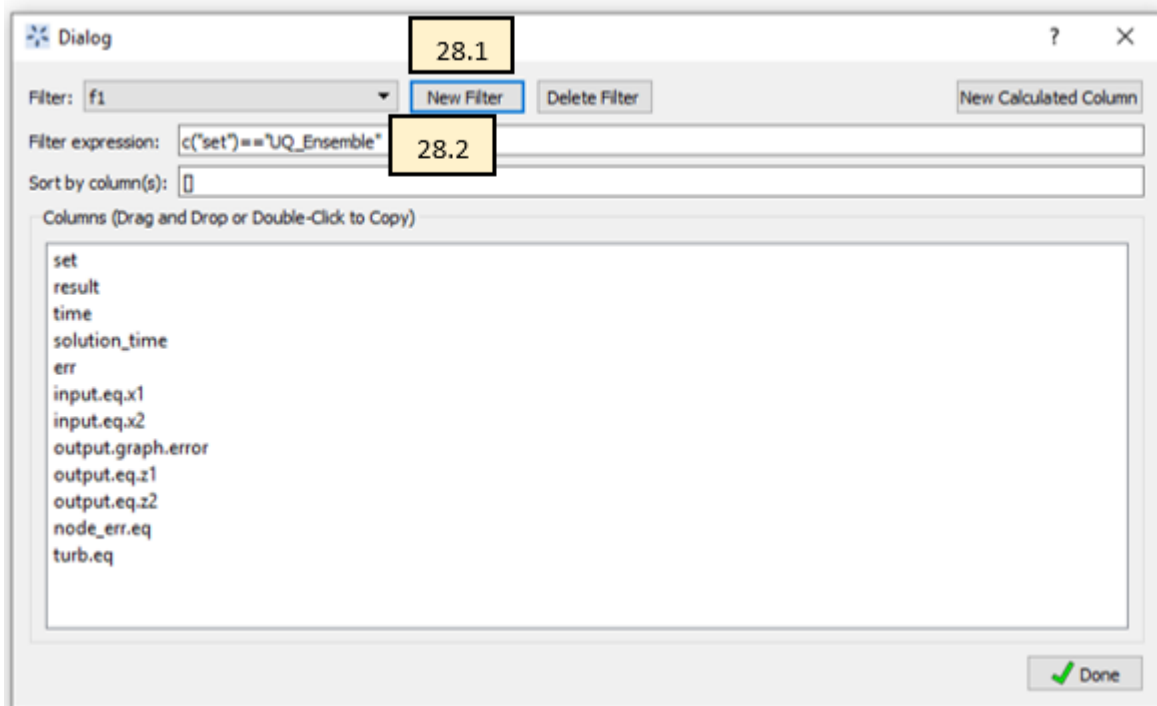 Dialog
28.1
? ×
Filter: f1 New Filter Delete Filter New Calculated Column
Filter expression: c("set")=="UQ_Ensemble"
28.2
Sort by column(s): []
Columns (Drag and Drop or Double-Click to Copy)
set
result
time
solution_time
err
input.eq.x1
input.eq.x2
output.graph.error
output.eq.z1
output.eq.z2
node_err.eq
turb.eq
Done